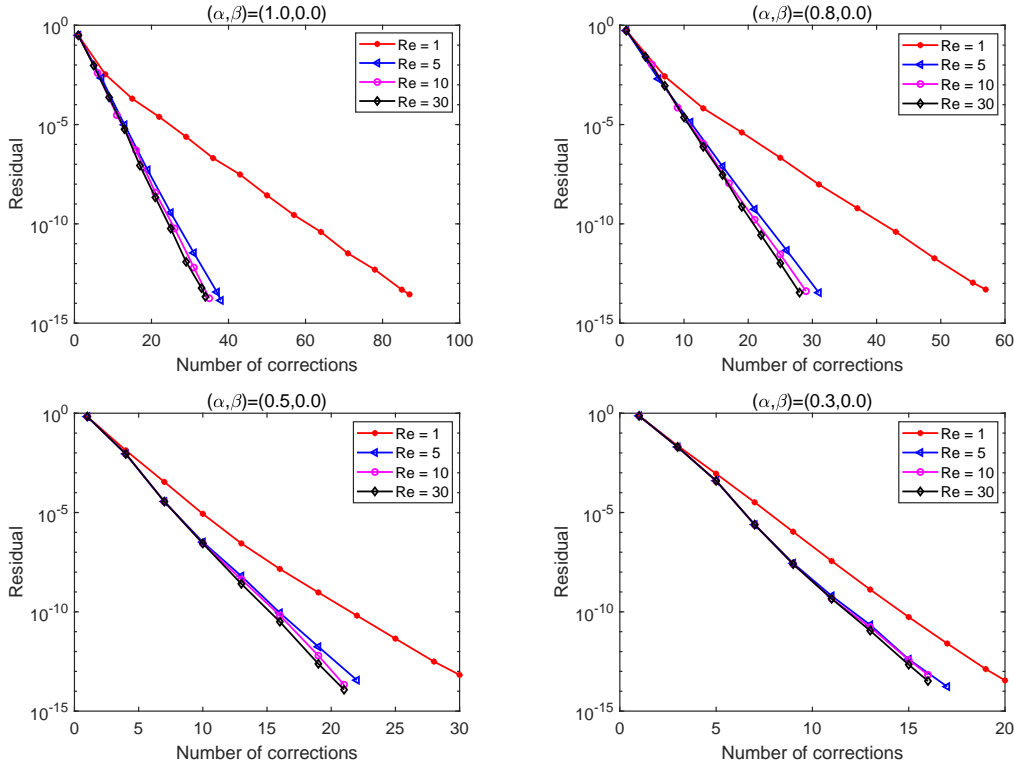 (α,β)=(1.0,0.0)
10^0
10^-5
10^-10
10^-15
Residual
0 20 40 60 80 100
Number of corrections
Re = 1
Re = 5
Re = 10
Re = 30
(α,β)=(0.8,0.0)
10^0
10^-5
10^-10
10^-15
Residual
0 10 20 30 40 50 60
Number of corrections
Re = 1
Re = 5
Re = 10
Re = 30
(α,β)=(0.5,0.0)
10^0
10^-5
10^-10
10^-15
Residual
0 5 10 15 20 25 30
Number of corrections
Re = 1
Re = 5
Re = 10
Re = 30
(α,β)=(0.3,0.0)
10^0
10^-5
10^-10
10^-15
Residual
0 5 10 15 20
Number of corrections
Re = 1
Re = 5
Re = 10
Re = 30